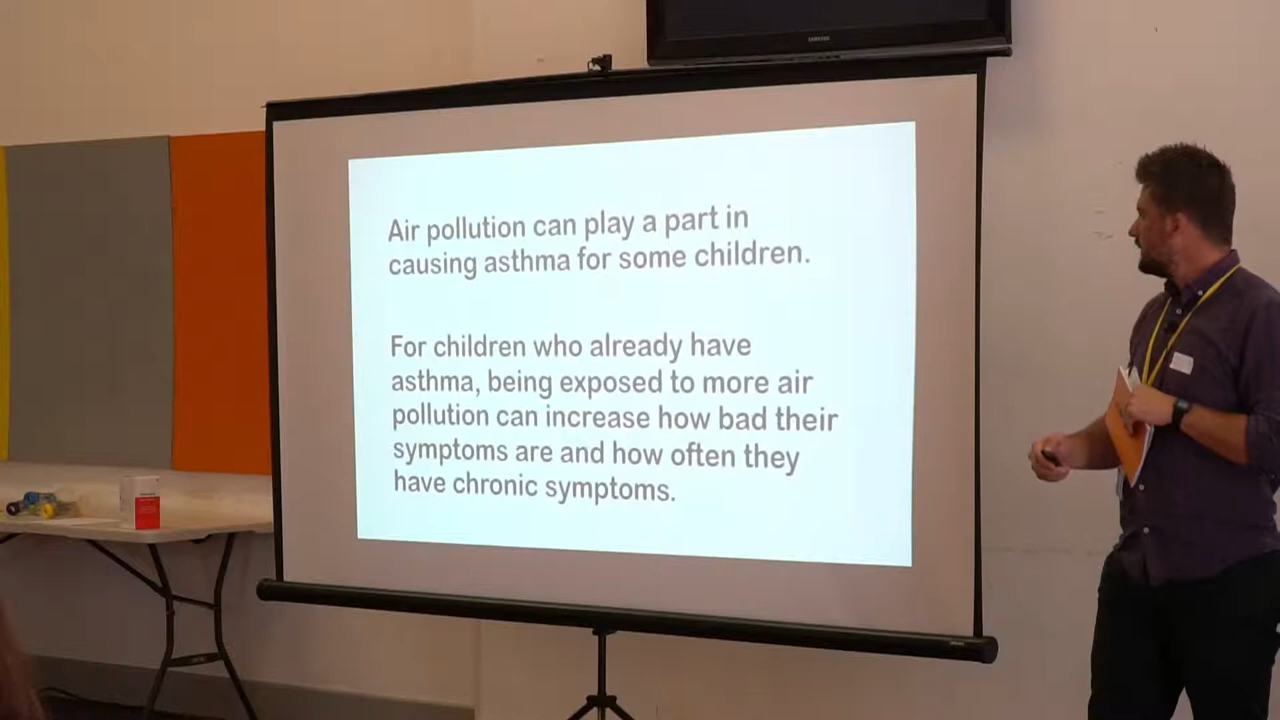 SAMSUNG
Air pollution can play a part in
causing asthma for some children.
For children who already have
asthma, being exposed to more air
pollution can increase how bad their
symptoms are and how often they
have chronic symptoms.